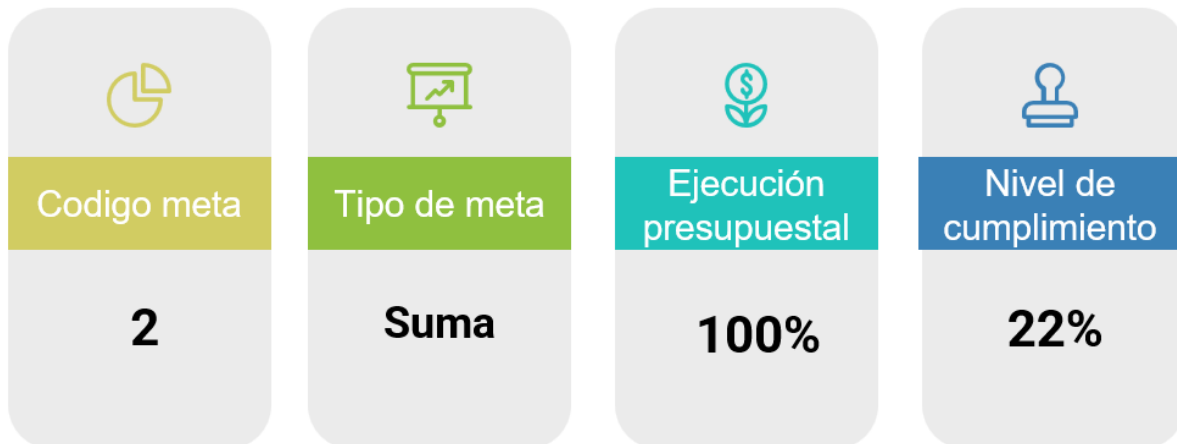 Codigo meta
2
Tipo de meta
Suma
Ejecución
presupuestal
100%
Nivel de
cumplimiento
22%